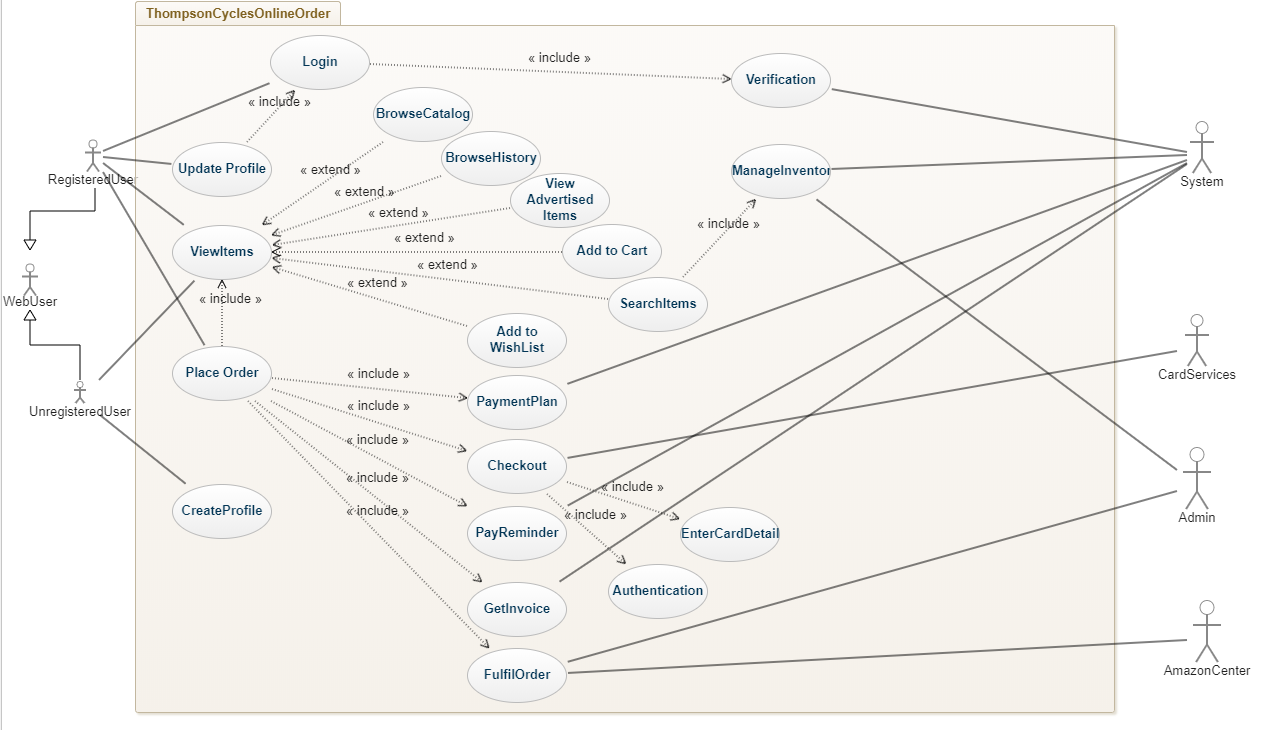 ThompsonCyclesOnlineOrder
Login
« include »
Verification
« include »
BrowseCatalog
BrowseHistory
Update Profile
« extend »
RegisteredUser
« extend »
View
Advertised
Items
ManageInventor
System
« extend »
« include »
« extend »
ViewItems
Add to Cart
« extend »
« extend »
SearchItems
« include »
WebUser
Add to
WishList
Place Order
« include »
PaymentPlan
CardServices
« include »
UnregisteredUser
« include »
Checkout
« include »
« include »
CreateProfile
« include »
« include »
PayReminder
EnterCardDetail
Admin
Authentication
GetInvoice
FulfilOrder
AmazonCenter